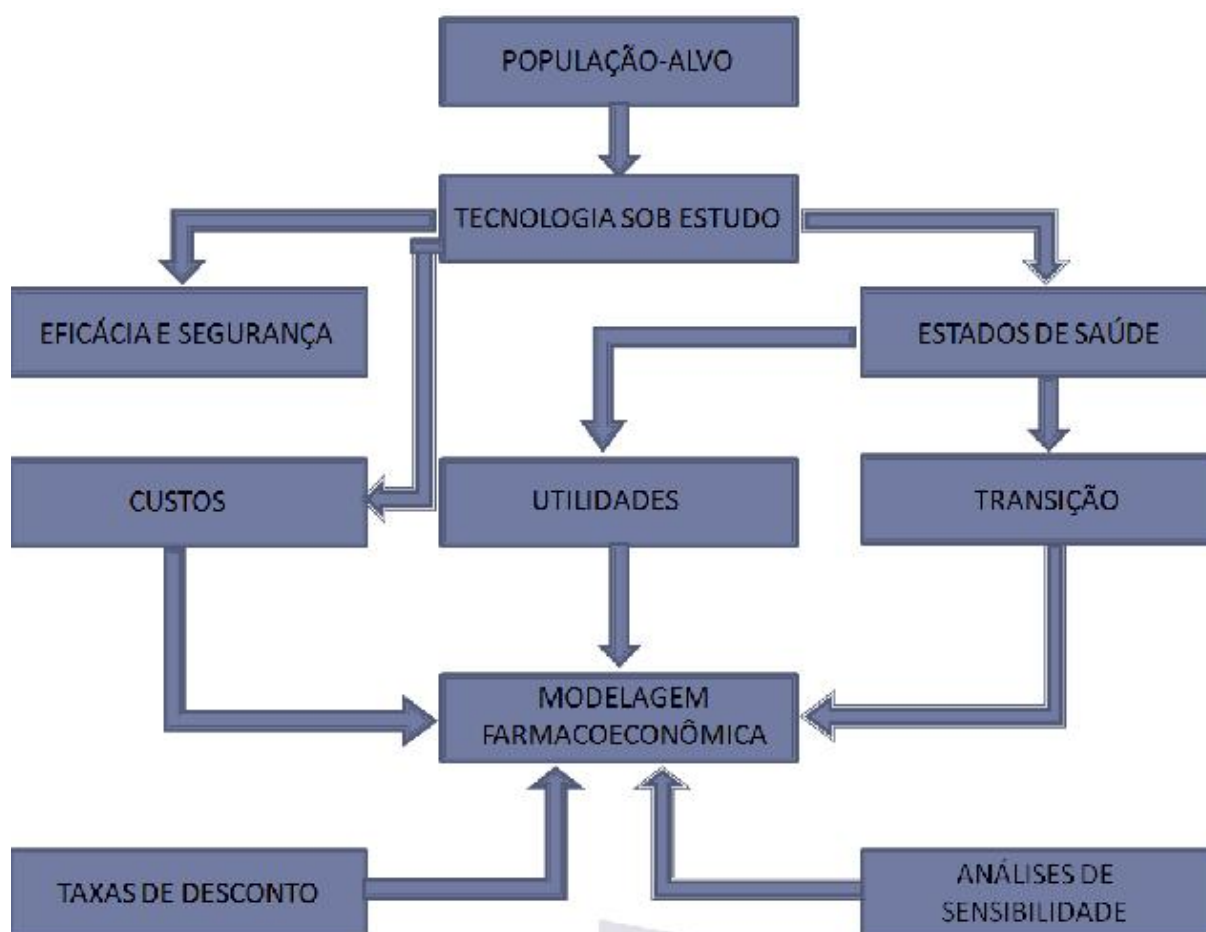 POPULAÇÃO-ALVO
TECNOLOGIA SOB ESTUDO
EFICÁCIA E SEGURANÇA
ESTADOS DE SAÚDE
CUSTOS
UTILIDADES
TRANSIÇÃO
MODELAGEM
FARMACOECONÔMICA
TAXAS DE DESCONTO
ANÁLISES DE
SENSIBILIDADE